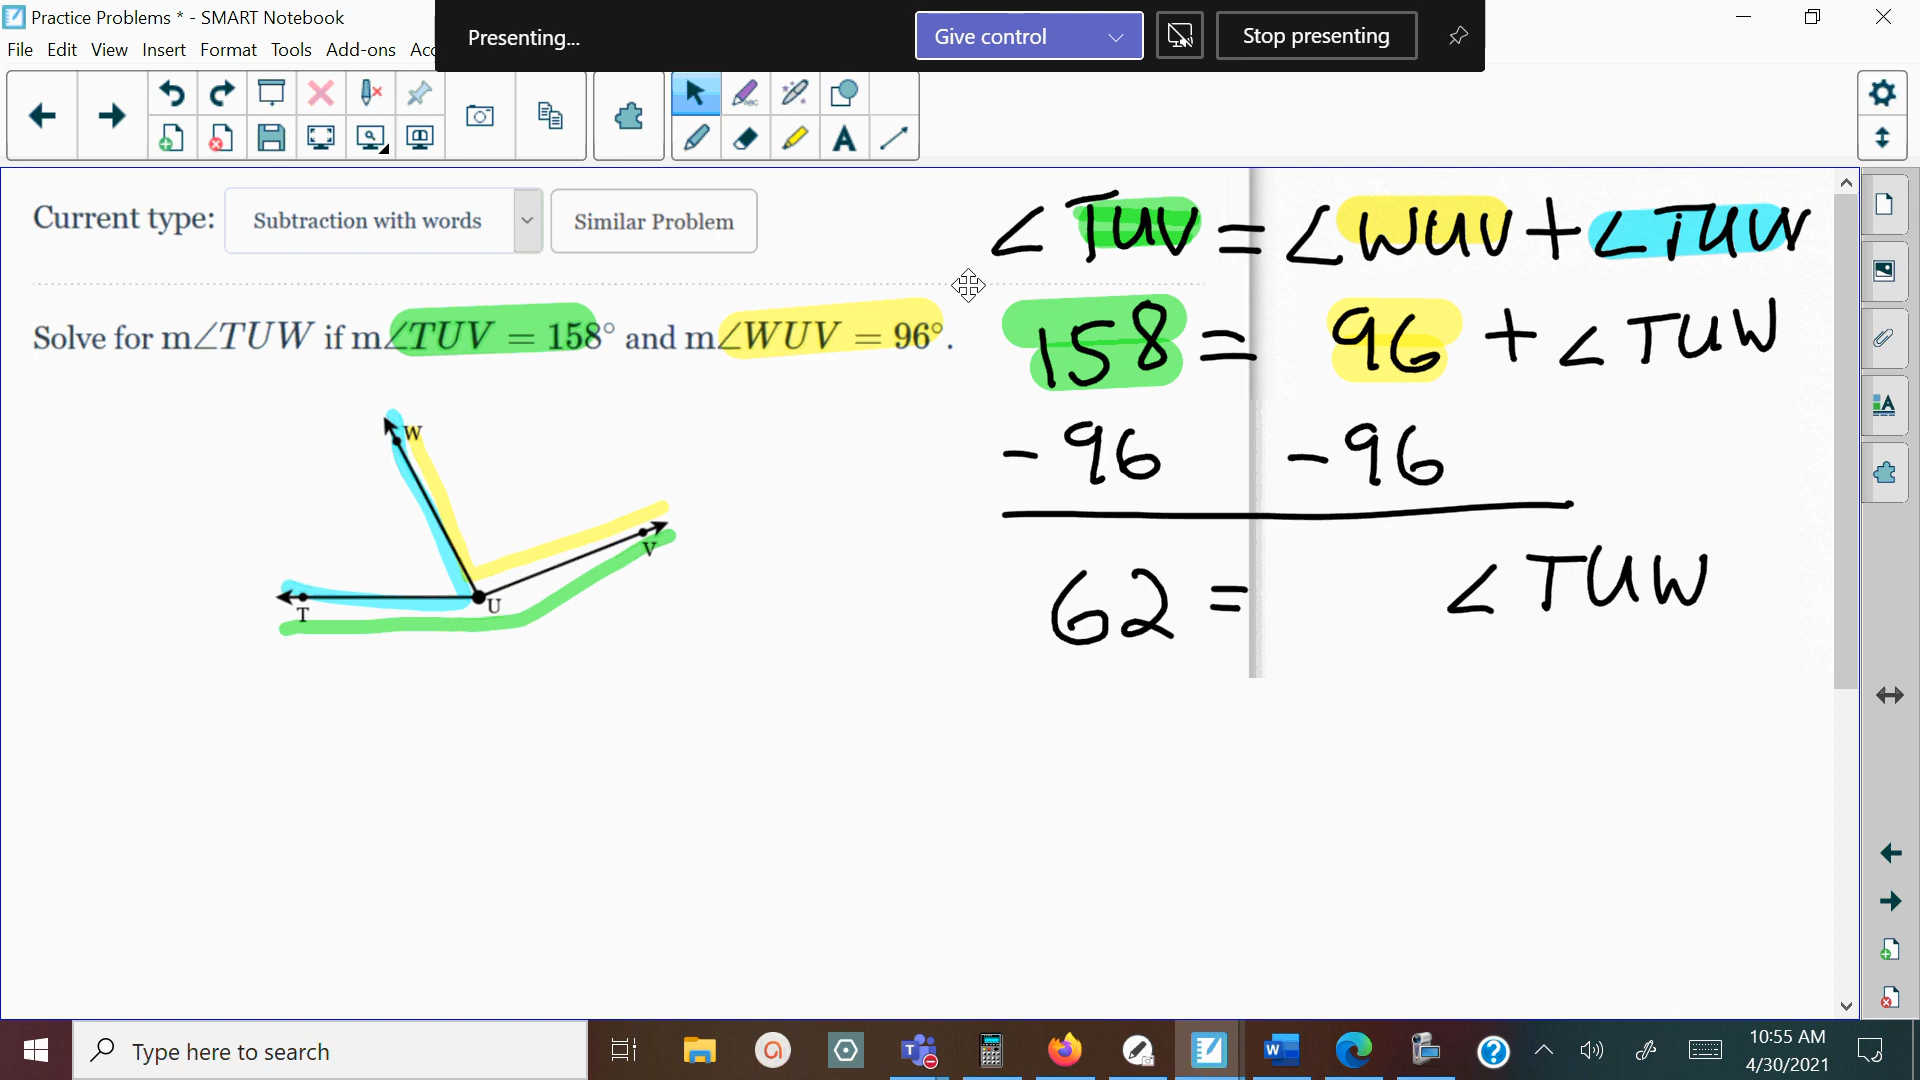 Practice Problems * - SMART Notebook
Presenting...
Give control
Stop presenting
File Edit View Insert Format Tools Add-ons Acc
Current type: Subtraction with words Similar Problem
Solve for m∠TUW if m∠TUV = 158° and m∠WUV = 96°.
W
V
T
U
∠TUV = ∠WUV + ∠TUW
158 = 96 + ∠TUW
- 96 - 96
62 = ∠TUW
Type here to search
10:55 AM
4/30/2021